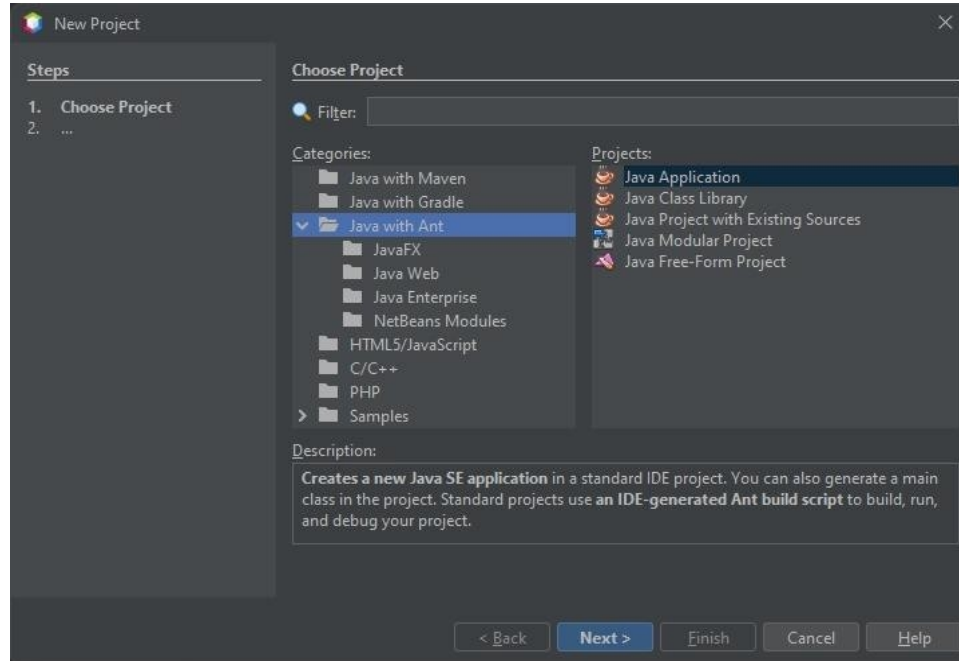 New Project
Steps
1. Choose Project
2. ...
Choose Project
Filter:
Categories:
Java with Maven
Java with Gradle
Java with Ant
JavaFX
Java Web
Java Enterprise
NetBeans Modules
HTML5/JavaScript
C/C++
PHP
Samples
Projects:
Java Application
Java Class Library
Java Project with Existing Sources
Java Modular Project
Java Free-Form Project
Description:
Creates a new Java SE application in a standard IDE project. You can also generate a main
class in the project. Standard projects use an IDE-generated Ant build script to build, run,
and debug your project.
< Back
Next >
Finish
Cancel
Help